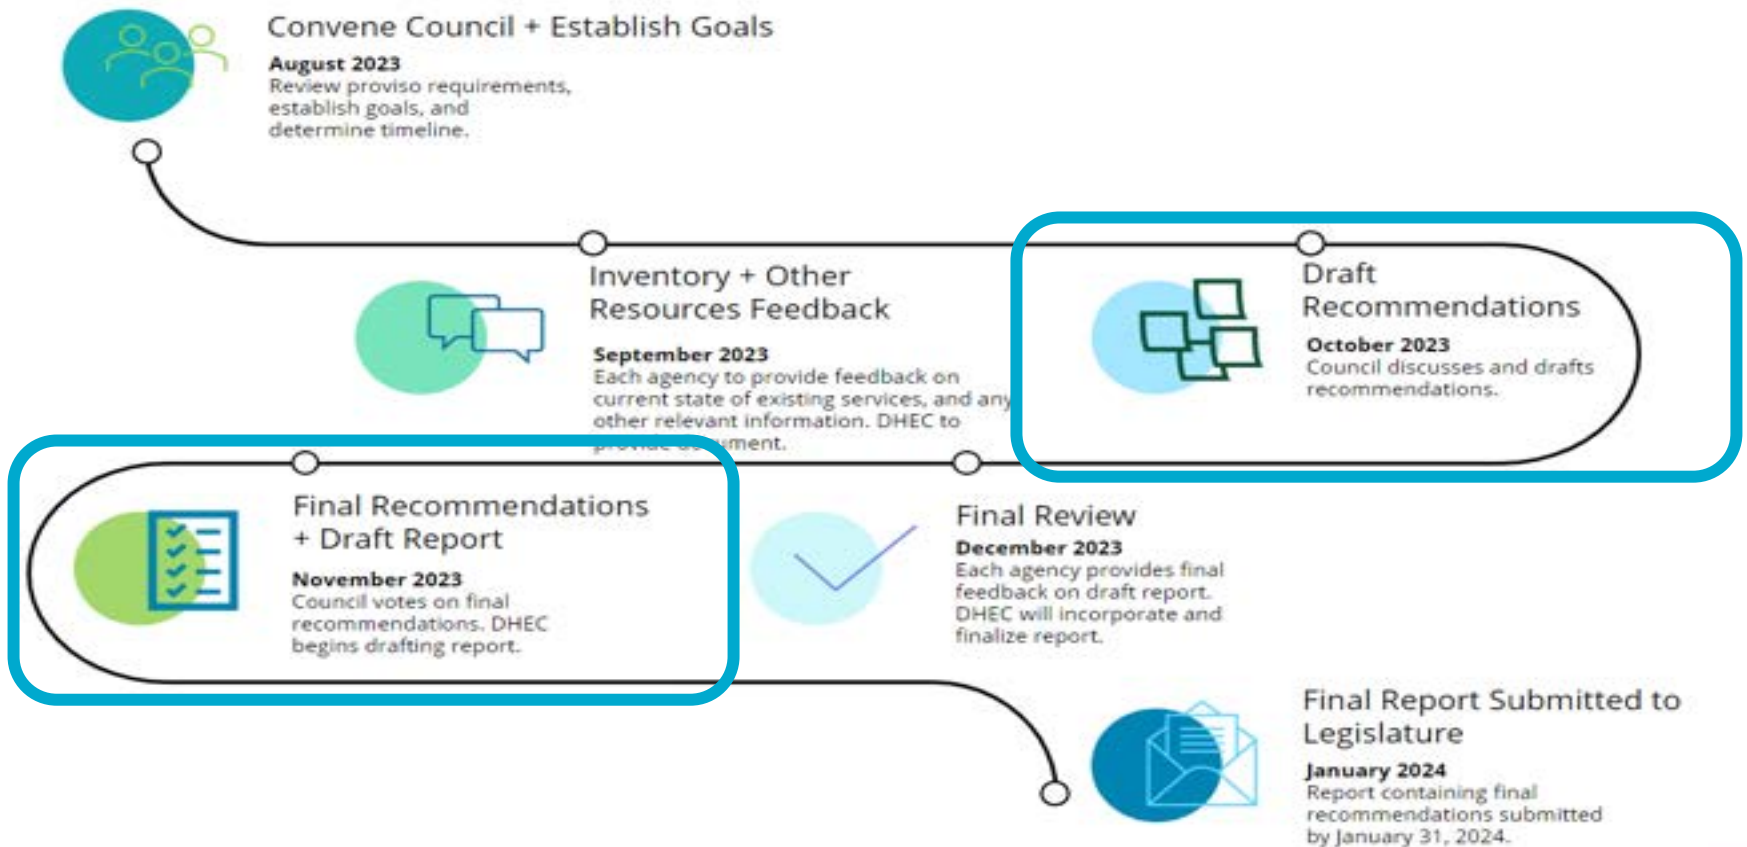 Convene Council + Establish Goals
August 2023
Review proviso requirements,
establish goals, and
determine timeline.
Inventory + Other
Resources Feedback
September 2023
Each agency to provide feedback on
current state of existing services, and any
other relevant information. DHEC to
provide document.
Draft
Recommendations
October 2023
Council discusses and drafts
recommendations.
Final Recommendations
+ Draft Report
November 2023
Council votes on final
recommendations. DHEC
begins drafting report.
Final Review
December 2023
Each agency provides final
feedback on draft report.
DHEC will incorporate and
finalize report.
Final Report Submitted to
Legislature
January 2024
Report containing final
recommendations submitted
by January 31, 2024.